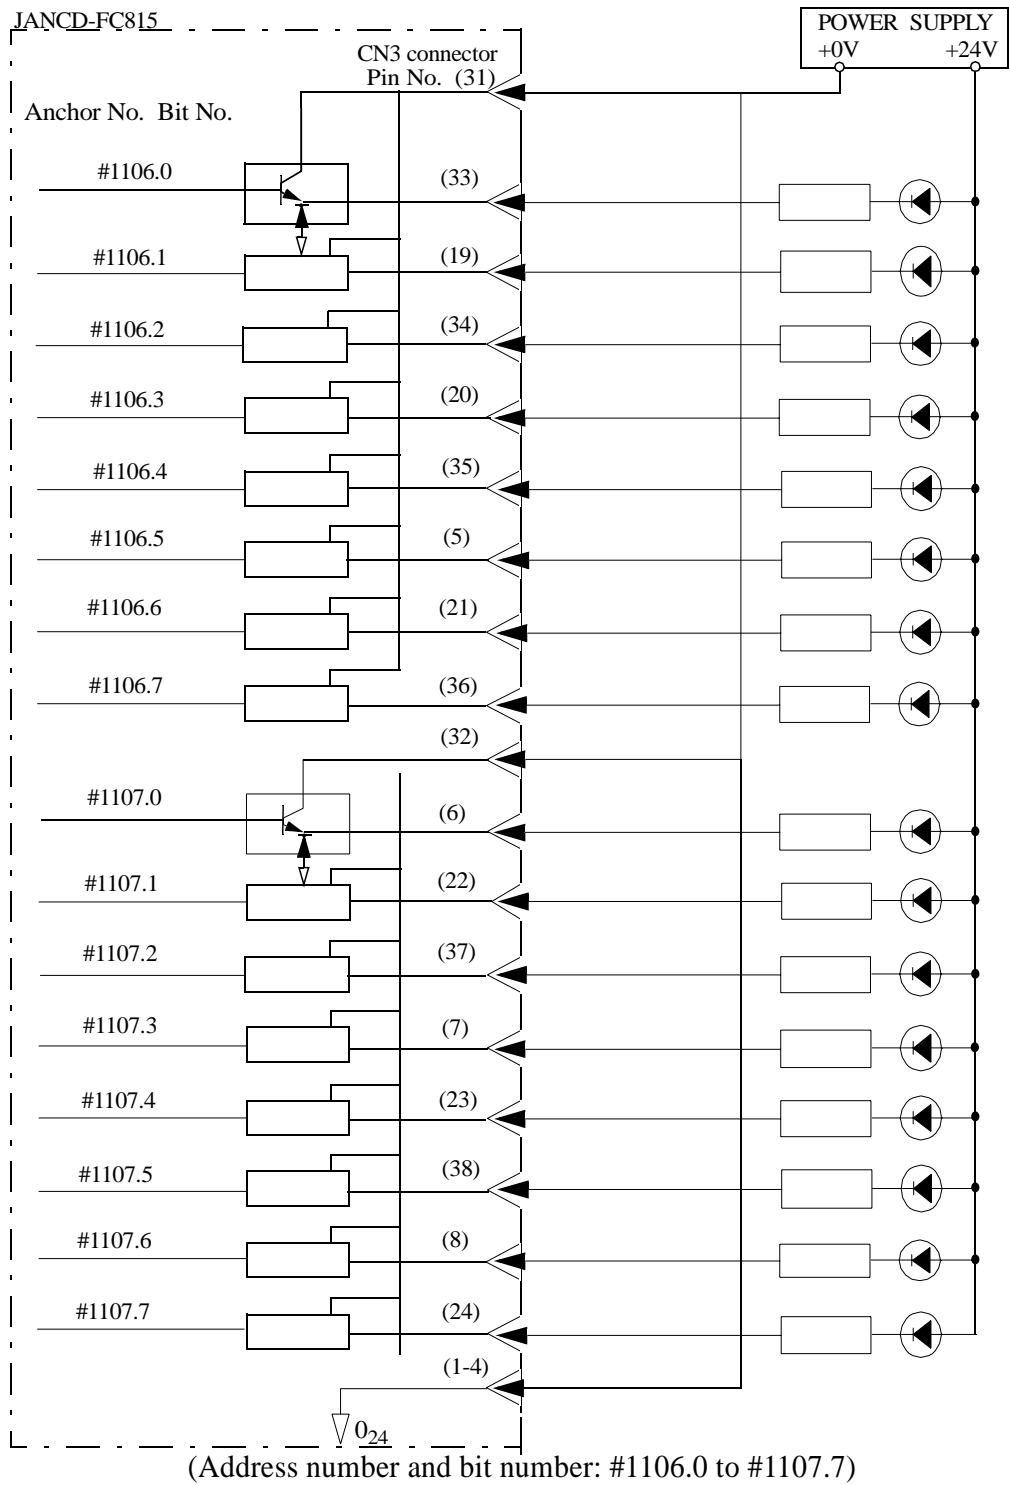 JANCD-FC815
POWER SUPPLY
+0V +24V
CN3 connector
Pin No. (31)
Anchor No. Bit No.
#1106.0 (33)
#1106.1 (19)
#1106.2 (34)
#1106.3 (20)
#1106.4 (35)
#1106.5 (5)
#1106.6 (21)
#1106.7 (36)
(32)
#1107.0 (6)
#1107.1 (22)
#1107.2 (37)
#1107.3 (7)
#1107.4 (23)
#1107.5 (38)
#1107.6 (8)
#1107.7 (24)
(1-4)
024
(Address number and bit number: #1106.0 to #1107.7)